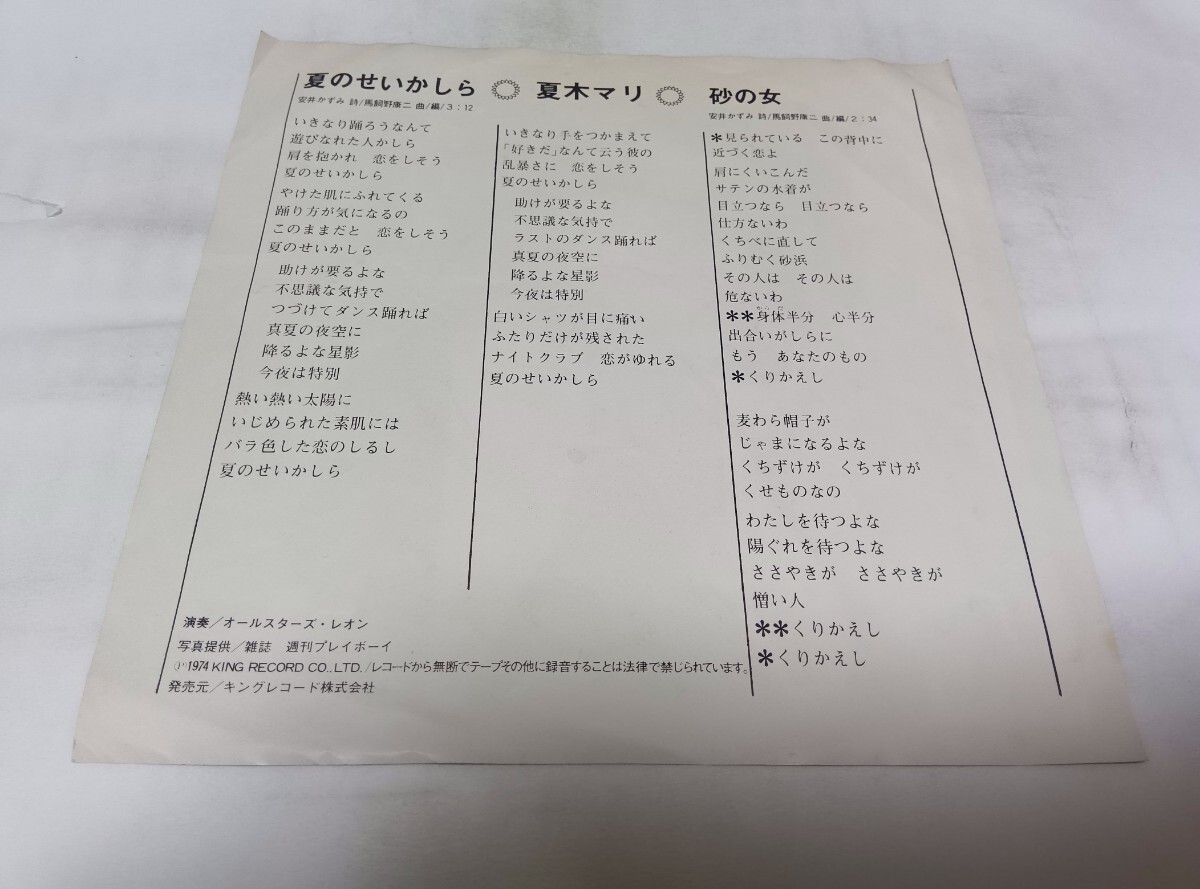 夏のせいかしら
安井かずみ 詩/馬飼野康二 曲/編/3:12
いきなり踊ろうなんて
遊びなれた人かしら
肩を抱かれ 恋をしそう
夏のせいかしら
やけた肌にふれてくる
踊り方が気になるの
このままだと 恋をしそう
夏のせいかしら
助けが要るよな
不思議な気持で
つづけてダンス踊れば
真夏の夜空に
降るよな星影
今夜は特別
熱い熱い太陽に
いじめられた素肌には
バラ色した恋のしるし
夏のせいかしら
夏木マリ
いきなり手をつかまえて
「好きだ」なんて云う彼の
乱暴さに 恋をしそう
夏のせいかしら
助けが要るよな
不思議な気持で
ラストのダンス踊れば
真夏の夜空に
降るよな星影
今夜は特別
白いシャツが目に痛い
ふたりだけが残された
ナイトクラブ 恋がゆれる
夏のせいかしら
砂の女
安井かずみ 詩/馬飼野康二 曲/編/2:34
*見られている この背中に
近づく恋よ
肩にくいこんだ
サテンの水着が
目立つなら 目立つなら
仕方ないわ
くちべに直して
ふりむく砂浜
その人は その人は
危ないわ
**身体半分 心半分
出合いがしらに
もう あなたのもの
*くりかえし
麦わら帽子が
じゃまになるよな
くちずけが くちずけが
くせものなの
わたしを待つよな
陽ぐれを待つよな
ささやきが ささやきが
憎い人
**くりかえし
*くりかえし
演奏/オールスターズ・レオン
写真提供/雑誌 週刊プレイボーイ
Ⓟ1974 KING RECORD CO.,LTD./レコードから無断でテープその他に録音することは法律で禁じられています。
発売元/キングレコード株式会社